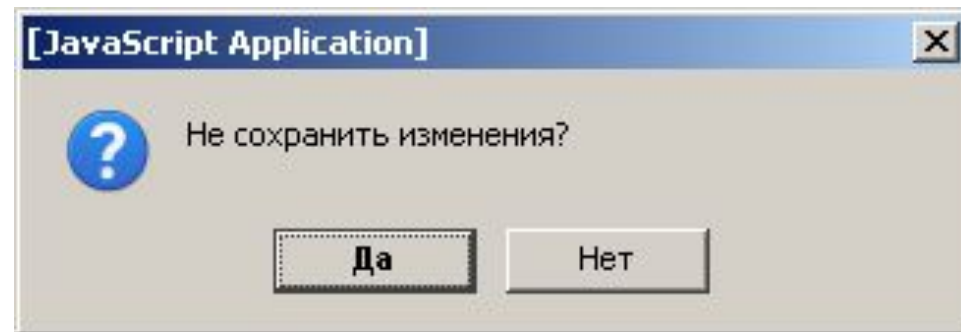 [JavaScript Application]
Не сохранить изменения?
Да
Нет